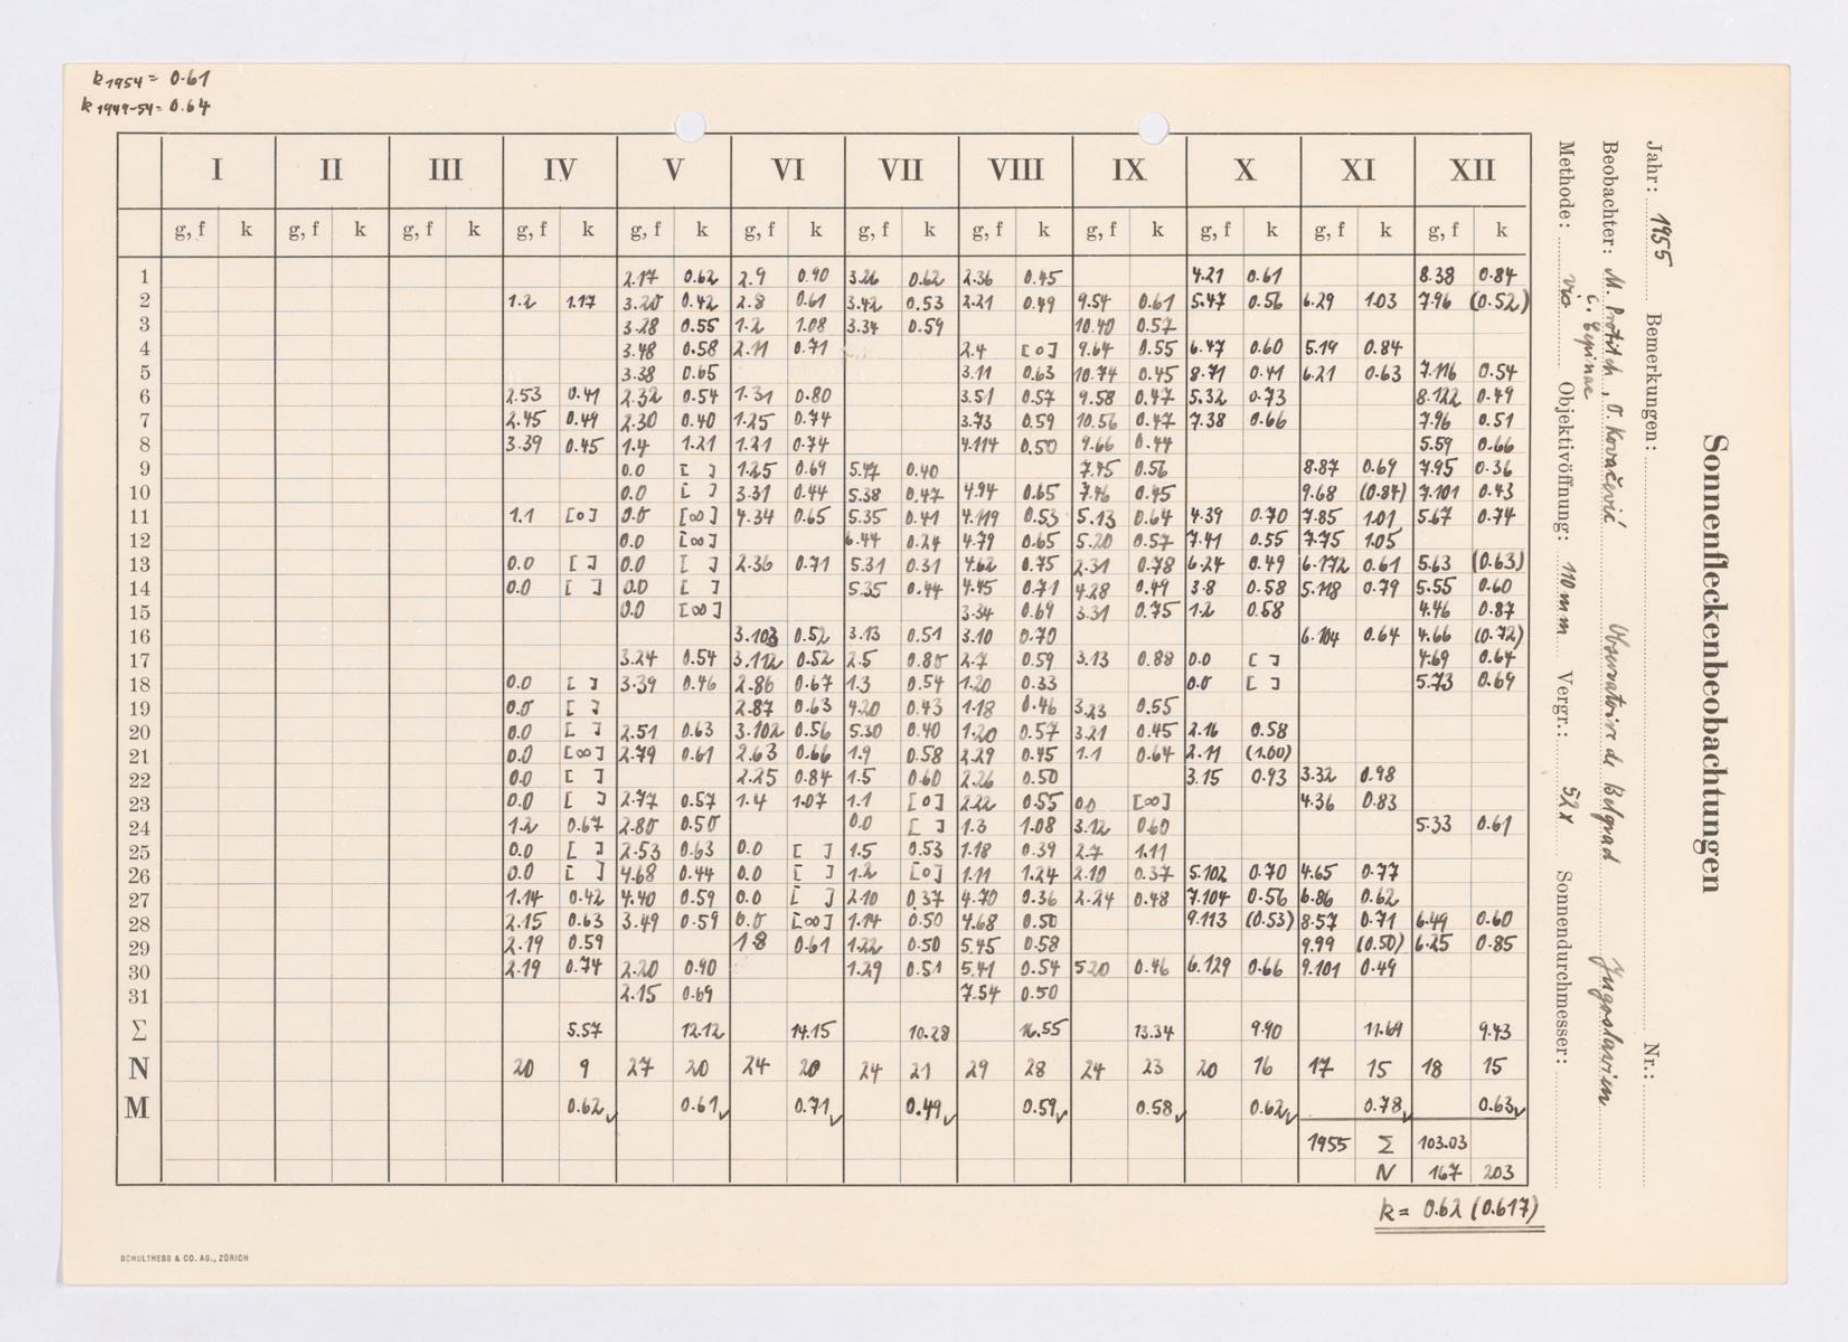 k 1954 = 0.61
k 1949-54 = 0.64
I II III IV V VI VII VIII IX X XI XII
g, f k g, f k g, f k g, f k g, f k g, f k g, f k g, f k g, f k g, f k g, f k g, f k
1 2.17 0.62 2.9 0.90 3.26 0.62 2.36 0.45 4.21 0.61 8.38 0.84
2 1.2 1.17 3.20 0.42 2.8 0.61 3.42 0.53 2.21 0.49 9.54 0.61 5.47 0.56 6.29 1.03 7.96 (0.52)
3 3.28 0.55 1.2 1.08 3.34 0.59 10.40 0.57
4 3.48 0.58 2.11 0.71 2.4 [0] 9.64 0.55 6.47 0.60 5.19 0.84
5 3.38 0.65 3.11 0.63 10.74 0.45 8.71 0.41 6.21 0.63 7.116 0.54
6 2.53 0.41 2.32 0.54 1.31 0.80 3.51 0.57 9.58 0.47 5.32 0.73 8.122 0.49
7 2.45 0.49 2.30 0.40 1.25 0.74 3.73 0.59 10.56 0.47 7.38 0.66 7.96 0.51
8 3.39 0.45 1.4 1.21 1.21 0.74 4.114 0.50 9.66 0.44 5.59 0.66
9 0.0 [ ] 1.25 0.69 5.47 0.40 7.45 0.56 8.87 0.69 7.95 0.36
10 0.0 [ ] 3.31 0.44 5.38 0.47 4.94 0.65 7.46 0.45 9.68 (0.84) 7.101 0.43
11 1.1 [0] 0.0 [∞] 4.34 0.65 5.35 0.41 4.119 0.53 5.13 0.64 4.39 0.70 7.85 1.01 5.67 0.74
12 0.0 [∞] 6.44 0.24 4.79 0.65 5.20 0.57 7.41 0.55 7.75 1.05
13 0.0 [ ] 0.0 [ ] 2.36 0.71 5.31 0.31 4.62 0.75 2.31 0.78 6.24 0.49 6.172 0.61 5.63 (0.63)
14 0.0 [ ] 0.0 [ ] 5.35 0.44 4.45 0.71 4.28 0.49 3.8 0.58 5.118 0.79 5.55 0.60
15 0.0 [∞] 3.34 0.69 3.31 0.75 1.2 0.58 4.46 0.87
16 3.103 0.52 3.13 0.51 3.10 0.70 6.104 0.64 4.66 (0.72)
17 3.24 0.54 3.112 0.52 2.5 0.80 2.7 0.59 3.13 0.88 0.0 [ ] 4.69 0.64
18 0.0 [ ] 3.39 0.46 2.86 0.67 1.3 0.54 1.20 0.33 0.0 [ ] 5.73 0.69
19 0.0 [ ] 2.87 0.63 4.20 0.43 1.18 0.46 3.23 0.55
20 0.0 [ ] 2.51 0.63 3.102 0.56 5.30 0.40 1.20 0.57 3.21 0.45 2.16 0.58
21 0.0 [∞] 2.79 0.61 2.63 0.66 1.9 0.58 2.29 0.45 1.1 0.64 2.11 (1.00)
22 0.0 [ ] 2.25 0.84 1.5 0.60 2.26 0.50 3.15 0.93 3.32 0.98
23 0.0 [ ] 2.77 0.57 1.4 1.07 1.1 [0] 2.22 0.55 0.0 [∞] 4.36 0.83
24 1.2 0.67 2.80 0.50 0.0 [ ] 1.3 1.08 3.12 0.60 5.33 0.61
25 0.0 [ ] 2.53 0.63 0.0 [ ] 1.5 0.53 1.18 0.39 2.7 1.11
26 0.0 [ ] 4.68 0.44 0.0 [ ] 1.2 [0] 1.11 1.24 2.10 0.37 5.102 0.70 4.65 0.77
27 1.14 0.42 4.40 0.59 0.0 [ ] 2.10 0.37 4.70 0.36 2.24 0.48 7.104 0.56 6.86 0.62
28 2.15 0.63 3.49 0.59 0.0 [∞] 1.14 0.50 4.68 0.50 9.113 (0.53) 8.57 0.71 6.49 0.60
29 2.19 0.59 1.8 0.61 1.22 0.50 5.45 0.58 9.99 (0.50) 6.25 0.85
30 2.19 0.74 2.20 0.90 1.29 0.51 5.41 0.54 5.20 0.46 6.129 0.66 9.101 0.49
31 2.15 0.69 7.54 0.50
Σ 5.57 12.12 14.15 10.28 16.55 13.34 9.90 11.69 9.43
N 20 9 27 20 24 20 24 21 29 28 24 23 20 16 17 15 18 15
M 0.62✓ 0.61✓ 0.71✓ 0.49✓ 0.59✓ 0.58✓ 0.62✓ 0.78✓ 0.63✓
1955 Σ 103.03
N 167 203
k = 0.62 (0.617)
SCHULTHESS & CO. AG., ZÜRICH
Sonnenfleckenbeobachtungen
Jahr: 1955 Bemerkungen: Nr.:
Beobachter: M. Protitch, O. Kovačević Observatoire de Belgrad Jugoslavien
Methode: vis Objektivöffnung: 110 mm Vergr.: 52 x Sonnendurchmesser: